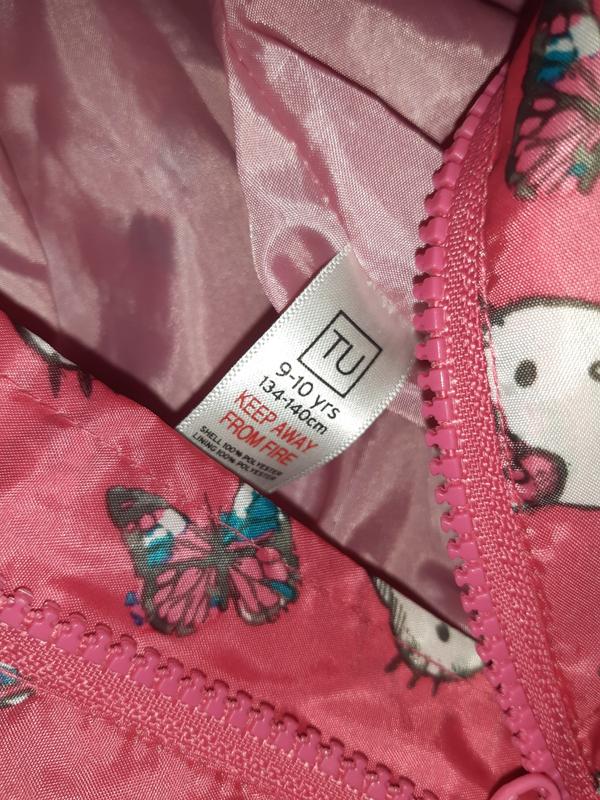 TU
9-10 yrs
134-140cm
KEEP AWAY
FROM FIRE
SHELL 100% POLYESTER
LINING 100% POLYESTER